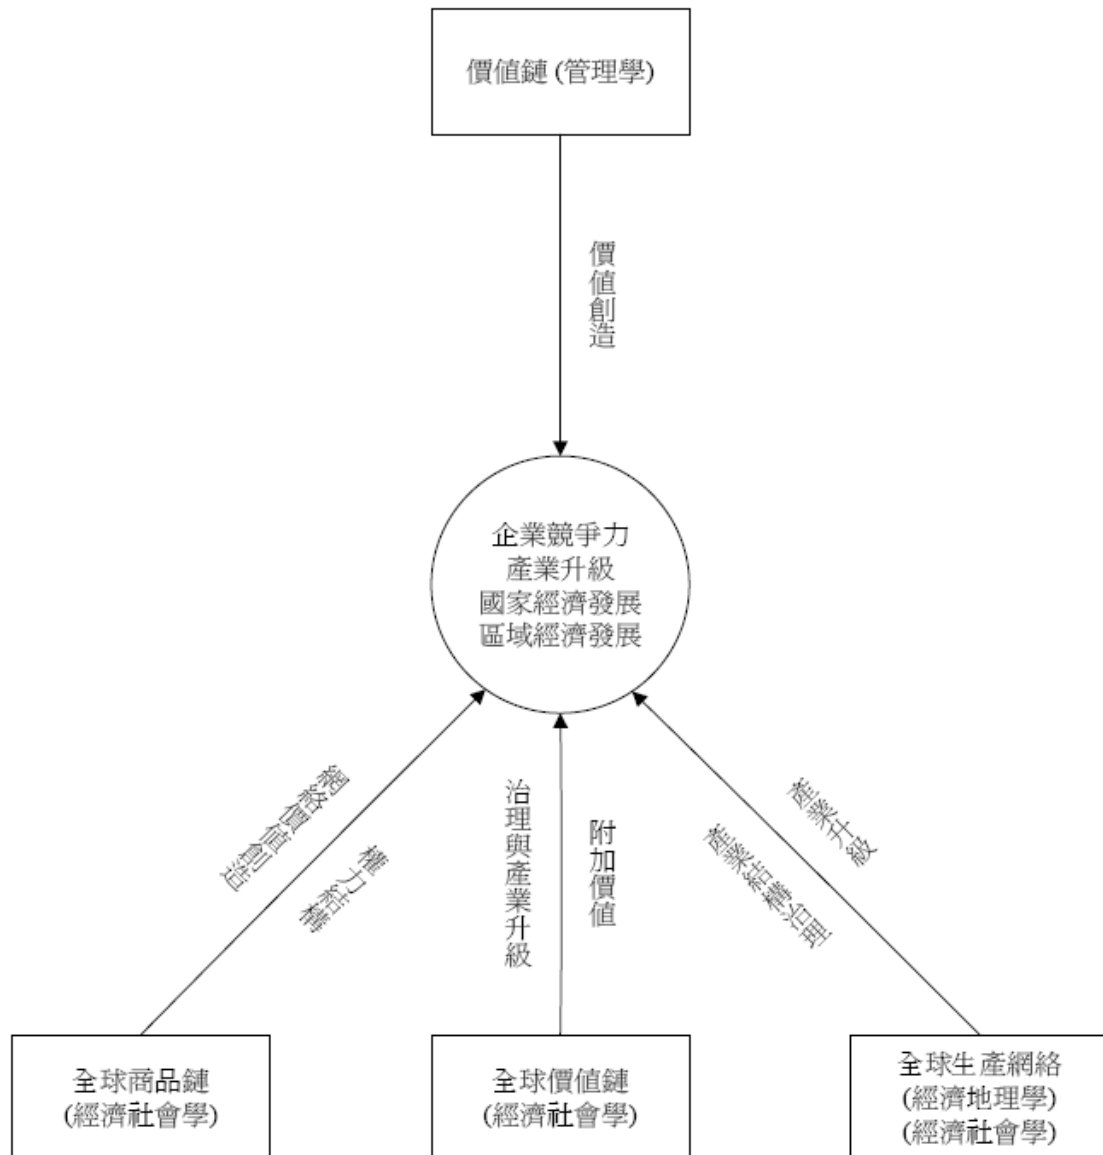 價值鏈 (管理學)
價值創造
企業競爭力
產業升級
國家經濟發展
區域經濟發展
網絡價值創造
權力結構
治理與產業升級
附加價值
產業結構治理
產業升級
全球商品鏈
(經濟社會學)
全球價值鏈
(經濟社會學)
全球生產網絡
(經濟地理學)
(經濟社會學)